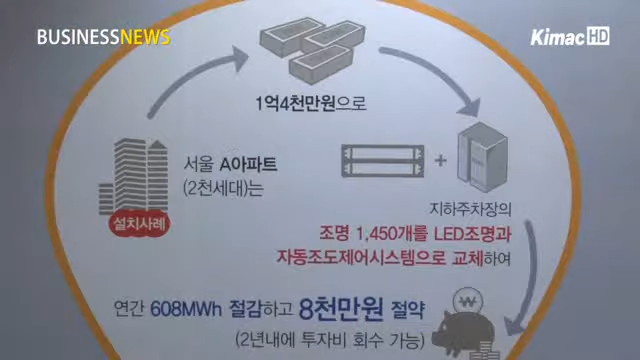 BUSINESSNEWS
Kimac HD
1억4천만원으로
서울 A아파트
(2천세대)는
설치사례
지하주차장의
조명 1,450개를 LED조명과
자동조도제어시스템으로 교체하여
연간 608MWh 절감하고 8천만원 절약
(2년내에 투자비 회수 가능)